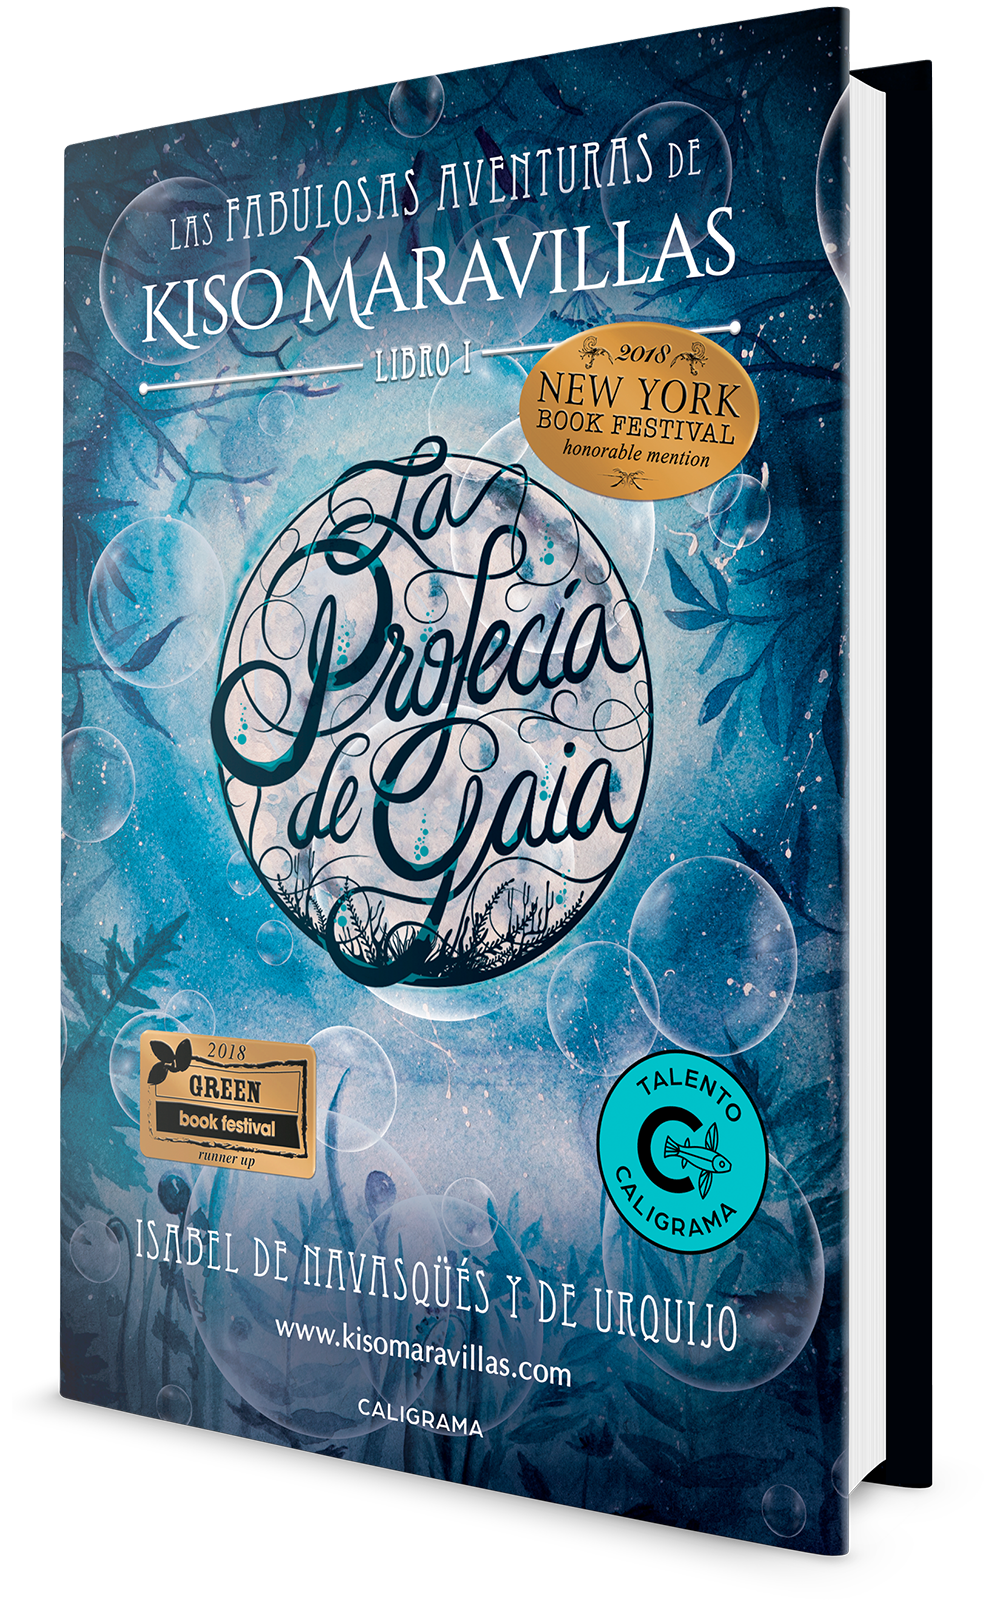 LAS FABULOSAS AVENTURAS DE
KISO MARAVILLAS
LIBRO I
2018
NEW YORK
BOOK FESTIVAL
honorable mention
La
Profecía
de Gaia
2018
GREEN
book festival
runner up
TALENTO
C
CALIGRAMA
ISABEL DE NAVASQÜÉS Y DE URQUIJO
www.kisomaravillas.com
CALIGRAMA